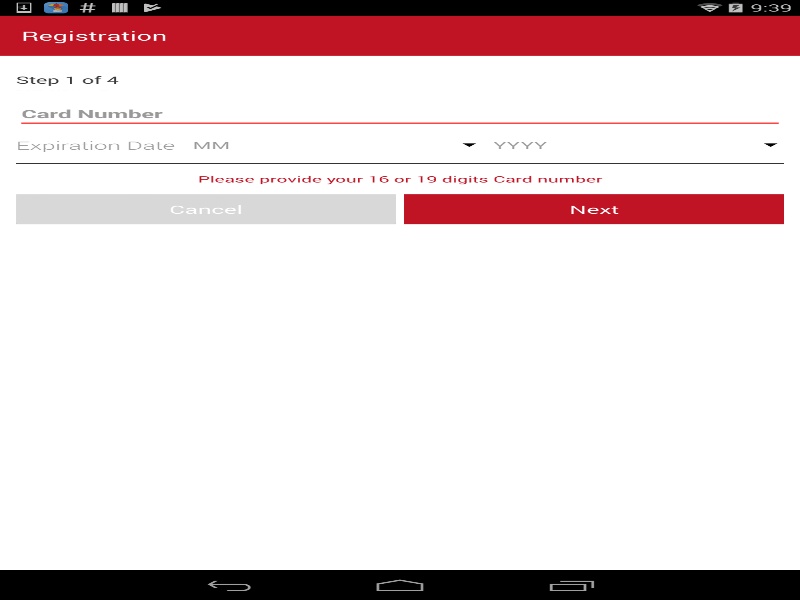 9:39
Registration
Step 1 of 4
Card Number
Expiration Date MM YYYY
Please provide your 16 or 19 digits Card number
Cancel Next